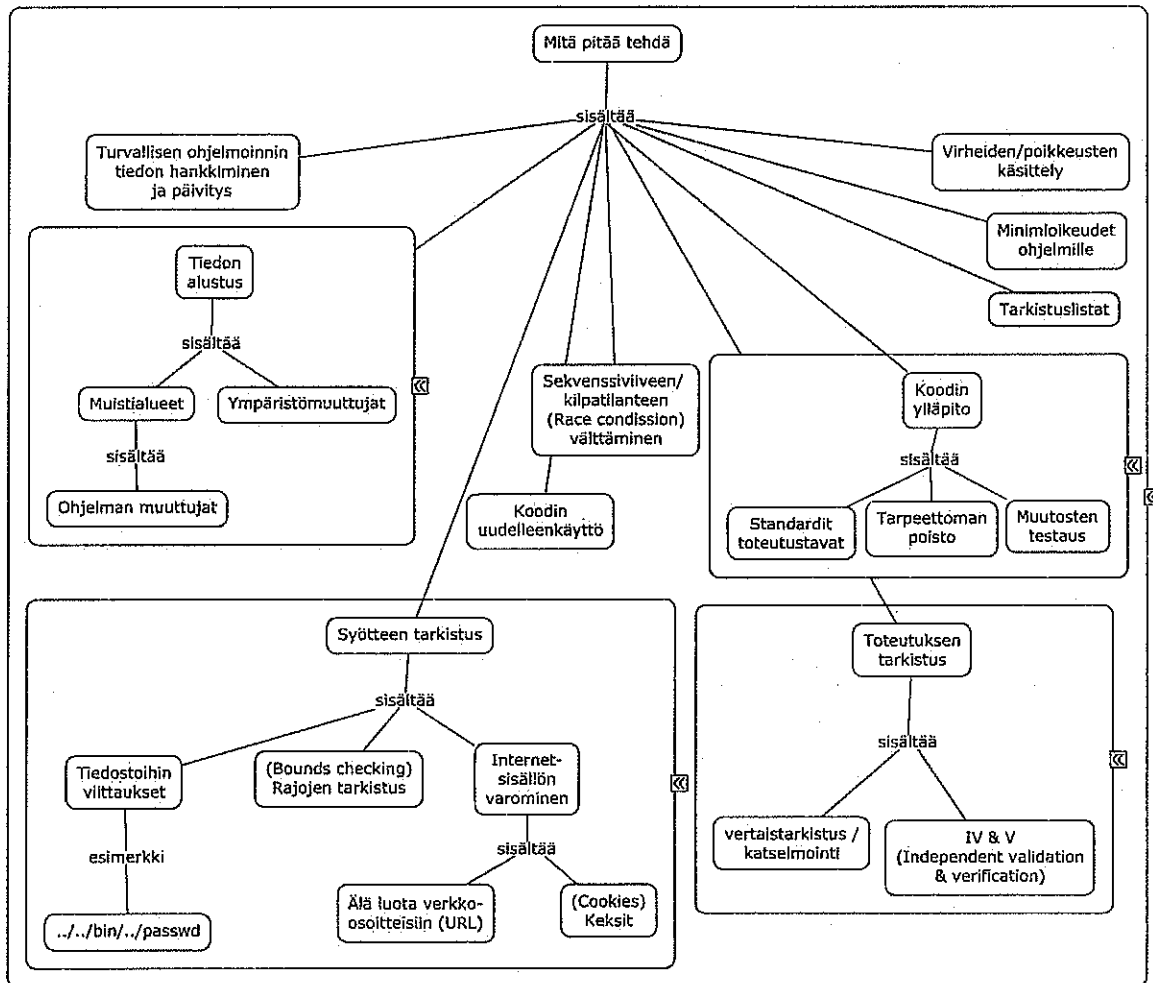 Mitä pitää tehdä
sisältää
Turvallisen ohjelmoinnin
tiedon hankkiminen
ja päivitys
Virheiden/poikkeusten
käsittely
Minimloikeudet
ohjelmille
Tarkistuslistat
Tiedon
alustus
sisältää
Muistialueet
Ympäristömuuttujat
sisältää
Ohjelman muuttujat
Sekvenssiviiveen/
kilpatilanteen
(Race condission)
välttäminen
Koodin
uudelleenkäyttö
Koodin
ylläpito
sisältää
Standardit
toteutustavat
Tarpeettoman
poisto
Muutosten
testaus
Syötteen tarkistus
sisältää
Tiedostoihin
viittaukset
(Bounds checking)
Rajojen tarkistus
Internet-
sisällön
varominen
esimerkki
sisältää
../../bin/../passwd
Älä luota verkko-
osoitteisiin (URL)
(Cookies)
Keksit
Toteutuksen
tarkistus
sisältää
vertaistarkistus /
katselmointi
IV & V
(Independent validation
& verification)